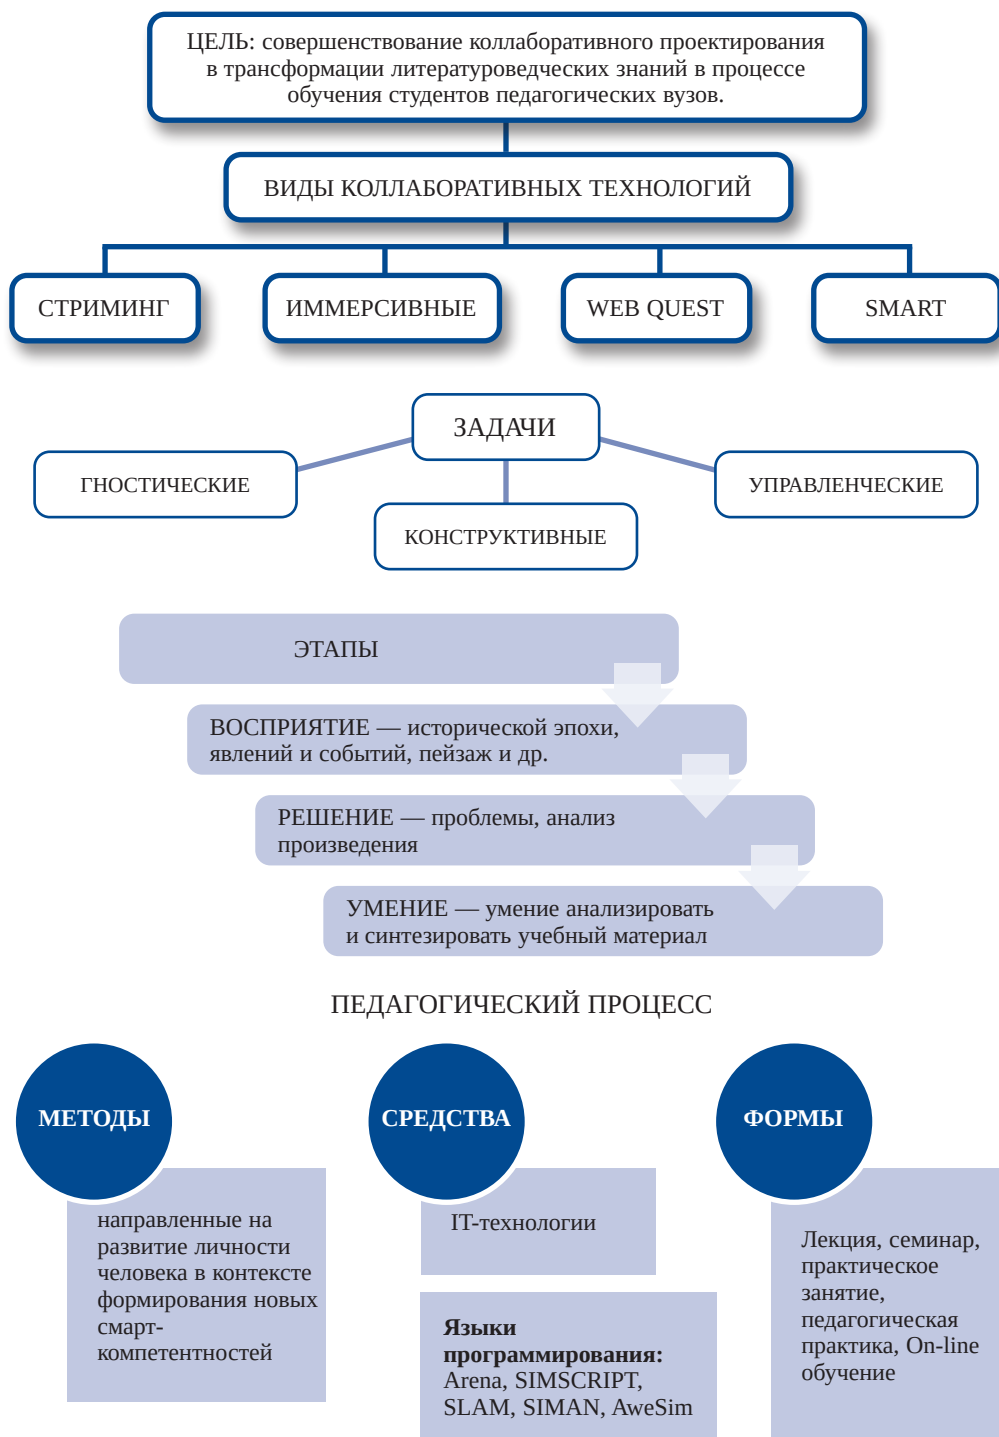 ЦЕЛЬ: совершенствование коллаборативного проектирования
в трансформации литературоведческих знаний в процессе
обучения студентов педагогических вузов.
ВИДЫ КОЛЛАБОРАТИВНЫХ ТЕХНОЛОГИЙ
СТРИМИНГ
ИММЕРСИВНЫЕ
WEB QUEST
SMART
ЗАДАЧИ
ГНОСТИЧЕСКИЕ
УПРАВЛЕНЧЕСКИЕ
КОНСТРУКТИВНЫЕ
ЭТАПЫ
ВОСПРИЯТИЕ — исторической эпохи,
явлений и событий, пейзаж и др.
РЕШЕНИЕ — проблемы, анализ
произведения
УМЕНИЕ — умение анализировать
и синтезировать учебный материал
ПЕДАГОГИЧЕСКИЙ ПРОЦЕСС
МЕТОДЫ
направленные на
развитие личности
человека в контексте
формирования новых
смарт-
компетентностей
СРЕДСТВА
IT-технологии
Языки
программирования:
Arena, SIMSCRIPT,
SLAM, SIMAN, AweSim
ФОРМЫ
Лекция, семинар,
практическое
занятие,
педагогическая
практика, On-line
обучение